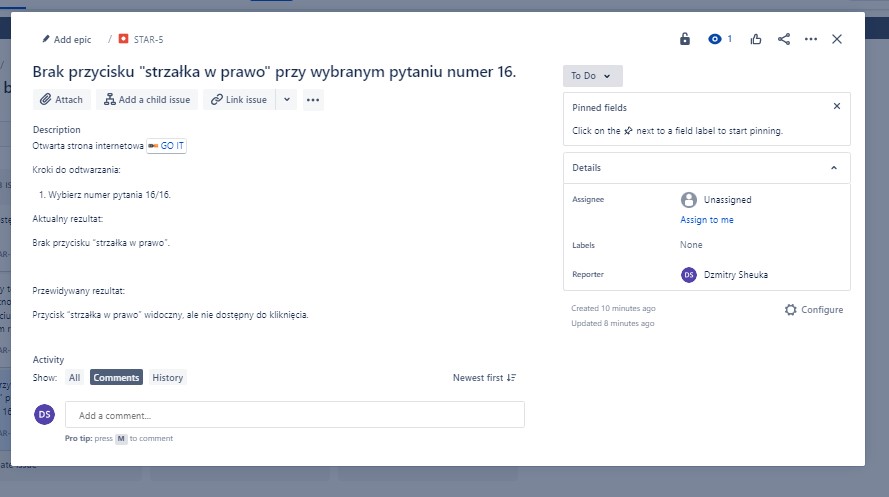 Add epic / STAR-5
1
Brak przycisku "strzałka w prawo" przy wybranym pytaniu numer 16.
Attach
Add a child issue
Link issue
Description
Otwarta strona internetowa GO IT
Kroki do odtwarzania:
1. Wybierz numer pytania 16/16.
Aktualny rezultat:
Brak przycisku "strzałka w prawo".
Przewidywany rezultat:
Przycisk "strzałka w prawo" widoczny, ale nie dostępny do kliknięcia.
Activity
Show: All Comments History
Newest first
DS
Add a comment...
Pro tip: press M to comment
To Do
Pinned fields
Click on the next to a field label to start pinning.
Details
Assignee
Unassigned
Assign to me
Labels
None
Reporter
DS Dzmitry Sheuka
Created 10 minutes ago
Updated 8 minutes ago
Configure